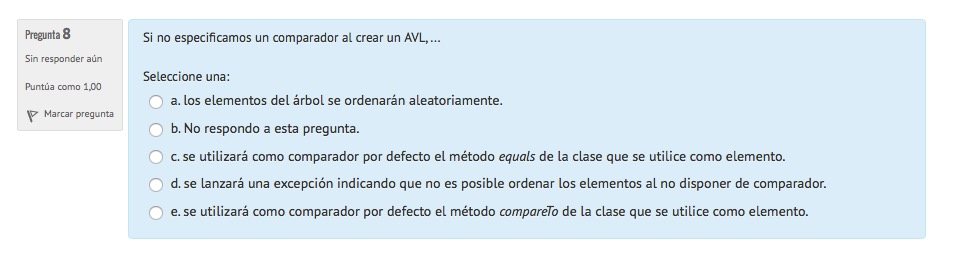 Pregunta 8
Sin responder aún
Puntúa como 1,00
Marcar pregunta
Si no especificamos un comparador al crear un AVL,...
Seleccione una:
a. los elementos del árbol se ordenarán aleatoriamente.
b. No respondo a esta pregunta.
c. se utilizará como comparador por defecto el método equals de la clase que se utilice como elemento.
d. se lanzará una excepción indicando que no es posible ordenar los elementos al no disponer de comparador.
e. se utilizará como comparador por defecto el método compareTo de la clase que se utilice como elemento.